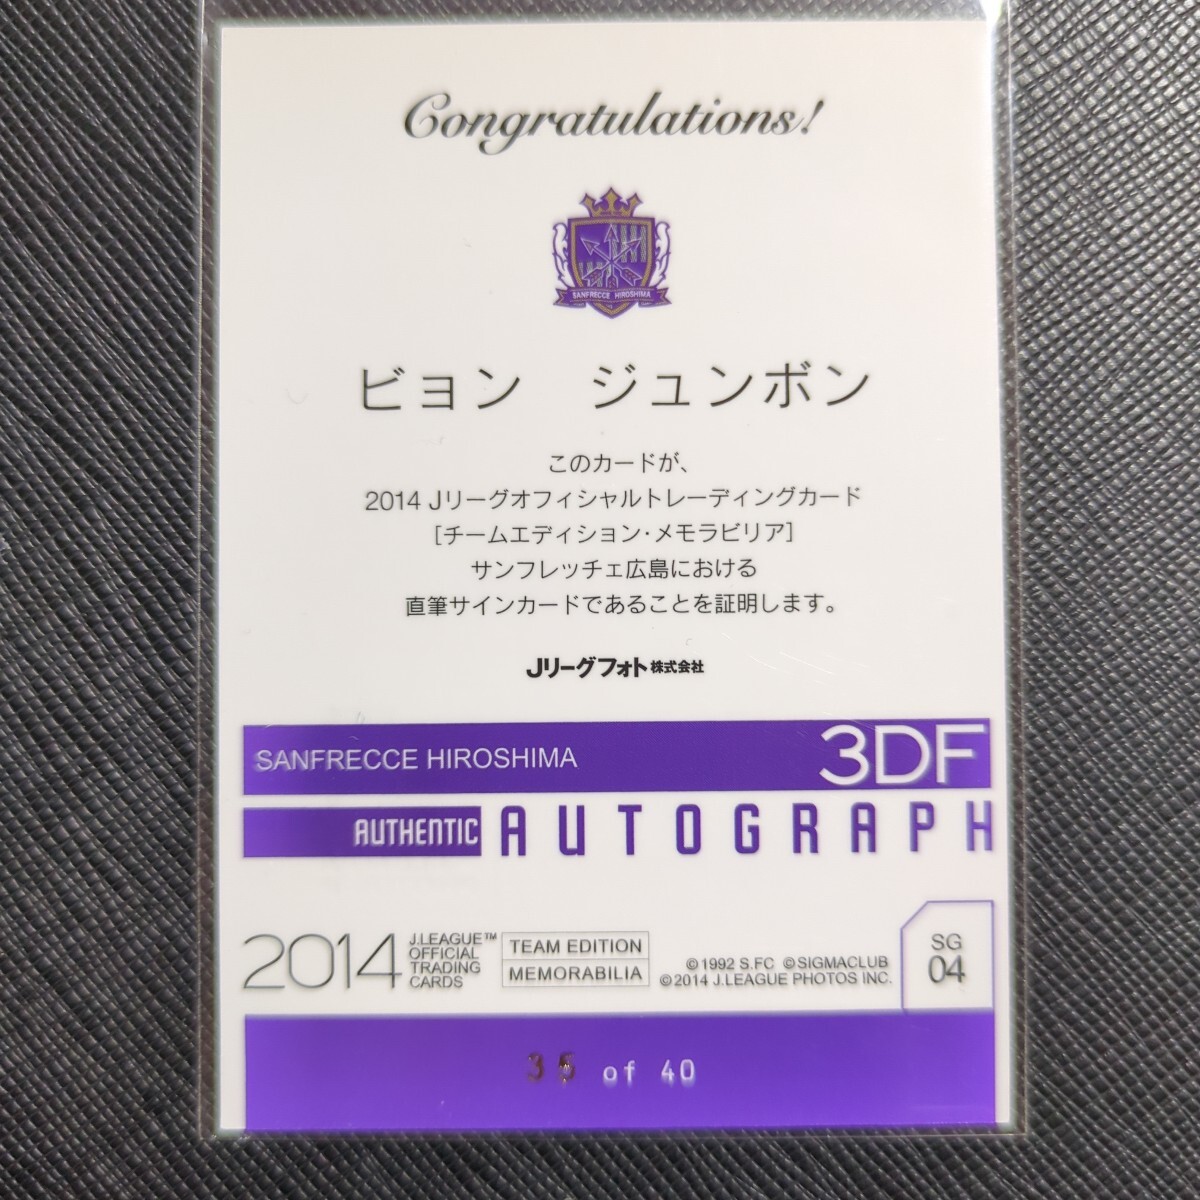 Congratulations!
SANFRECCE HIROSHIMA
ビョン　ジュンボン
このカードが、
2014 Jリーグオフィシャルトレーディングカード
[チームエディション・メモラビリア]
サンフレッチェ広島における
直筆サインカードであることを証明します。
Jリーグフォト株式会社
SANFRECCE HIROSHIMA 3DF
AUTHENTIC AUTOGRAPH
2014 J.LEAGUE™ OFFICIAL TRADING CARDS
TEAM EDITION
MEMORABILIA
©1992 S.FC ©SIGMACLUB
©2014 J.LEAGUE PHOTOS INC.
SG
04
35 of 40